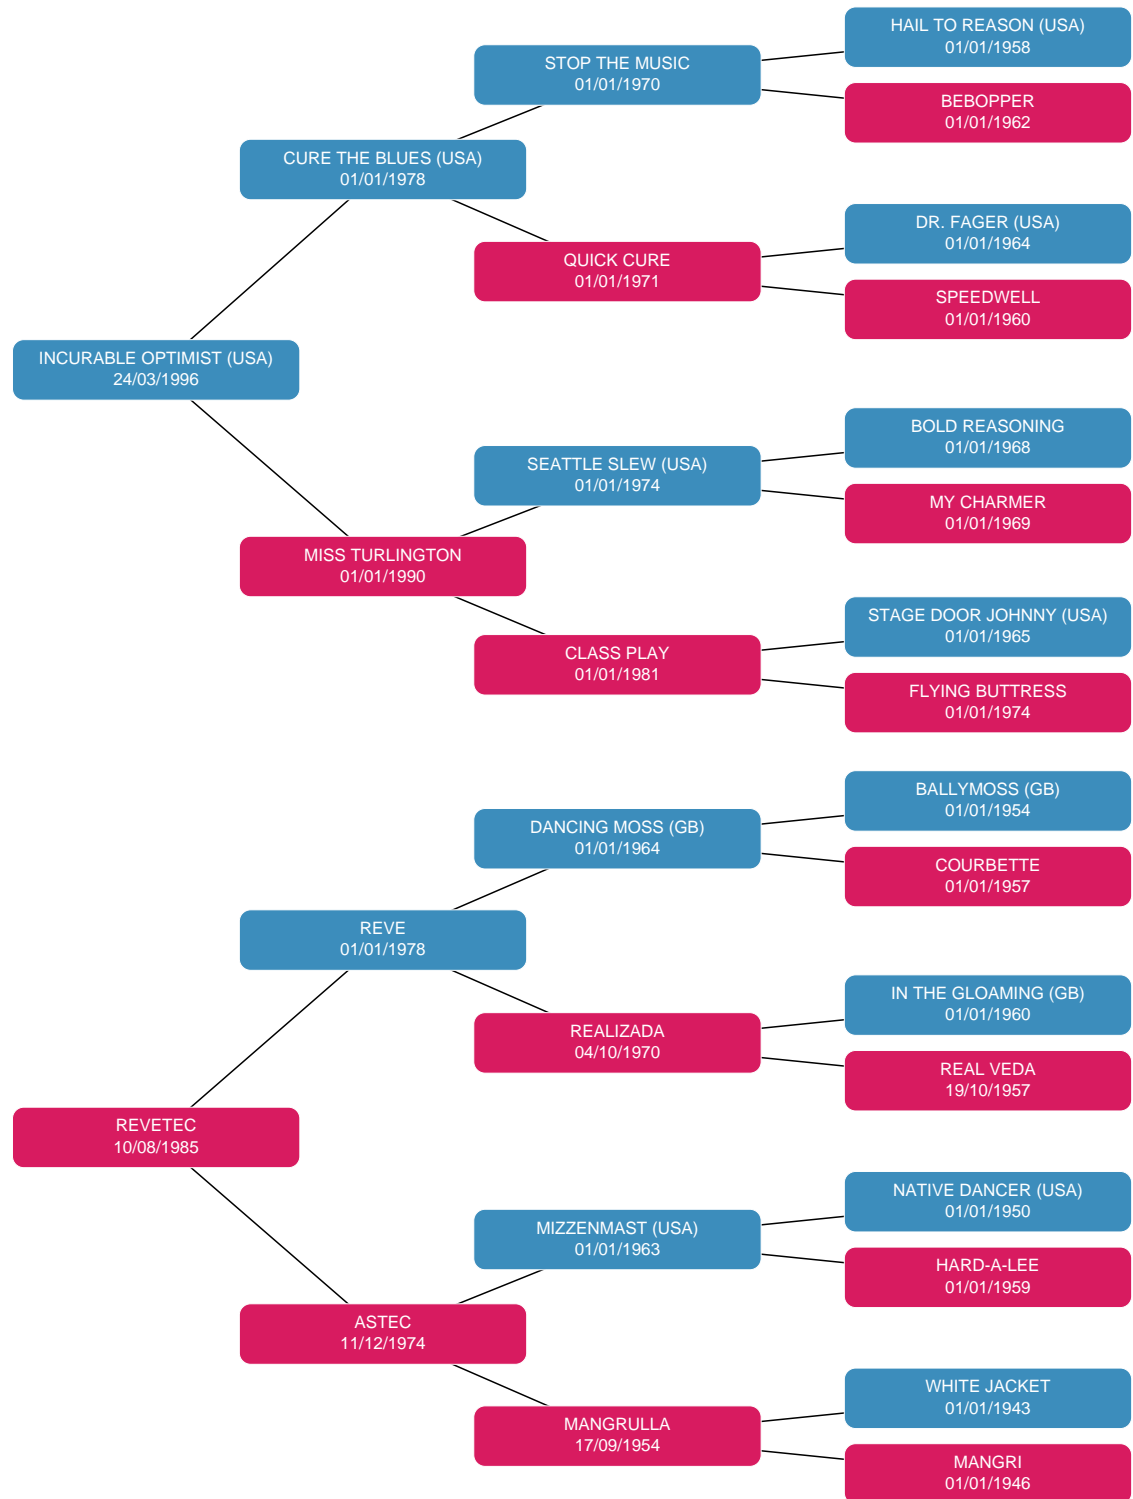 HAIL TO REASON (USA)
01/01/1958
STOP THE MUSIC
01/01/1970
BEBOPPER
01/01/1962
CURE THE BLUES (USA)
01/01/1978
DR. FAGER (USA)
01/01/1964
QUICK CURE
01/01/1971
SPEEDWELL
01/01/1960
INCURABLE OPTIMIST (USA)
24/03/1996
BOLD REASONING
01/01/1968
SEATTLE SLEW (USA)
01/01/1974
MY CHARMER
01/01/1969
MISS TURLINGTON
01/01/1990
STAGE DOOR JOHNNY (USA)
01/01/1965
CLASS PLAY
01/01/1981
FLYING BUTTRESS
01/01/1974
BALLYMOSS (GB)
01/01/1954
DANCING MOSS (GB)
01/01/1964
COURBETTE
01/01/1957
REVE
01/01/1978
IN THE GLOAMING (GB)
01/01/1960
REALIZADA
04/10/1970
REAL VEDA
19/10/1957
REVETEC
10/08/1985
NATIVE DANCER (USA)
01/01/1950
MIZZENMAST (USA)
01/01/1963
HARD-A-LEE
01/01/1959
ASTEC
11/12/1974
WHITE JACKET
01/01/1943
MANGRULLA
17/09/1954
MANGRI
01/01/1946